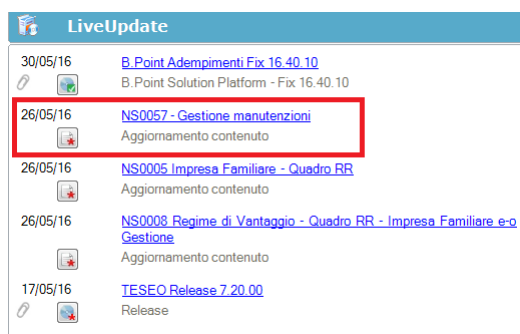 LiveUpdate
30/05/16 B.Point Adempimenti Fix 16.40.10
B.Point Solution Platform - Fix 16.40.10
26/05/16 NS0057 - Gestione manutenzioni
Aggiornamento contenuto
26/05/16 NS0005 Impresa Familiare - Quadro RR
Aggiornamento contenuto
26/05/16 NS0008 Regime di Vantaggio - Quadro RR - Impresa Familiare e-o
Gestione
Aggiornamento contenuto
17/05/16 TESEO Release 7.20.00
Release